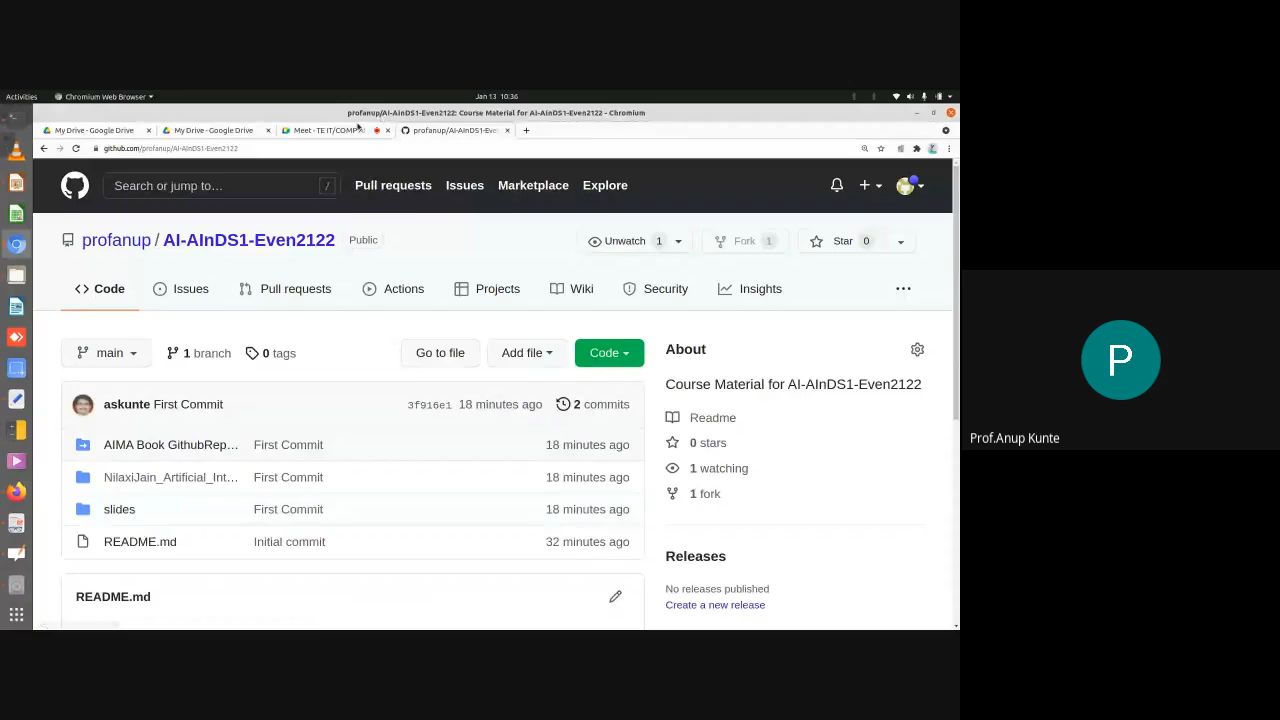 Activities Chromium Web Browser Jan 13 10:36
profanup/AI-AInDS1-Even2122: Course Material for AI-AInDS1-Even2122 - Chromium
My Drive - Google Drive My Drive - Google Drive Meet - TE IT/COMP profanup/AI-AInDS1-Eve
github.com/profanup/AI-AInDS1-Even2122
Search or jump to… / Pull requests Issues Marketplace Explore
profanup / AI-AInDS1-Even2122 Public Unwatch 1 Fork 1 Star 0
Code Issues Pull requests Actions Projects Wiki Security Insights
main 1 branch 0 tags Go to file Add file Code
askunte First Commit 3f916e1 18 minutes ago 2 commits
AIMA Book GithubRep… First Commit 18 minutes ago
NilaxiJain_Artificial_Int… First Commit 18 minutes ago
slides First Commit 18 minutes ago
README.md Initial commit 32 minutes ago
README.md
About
Course Material for AI-AInDS1-Even2122
Readme
0 stars
1 watching
1 fork
Releases
No releases published
Create a new release
P
Prof.Anup Kunte